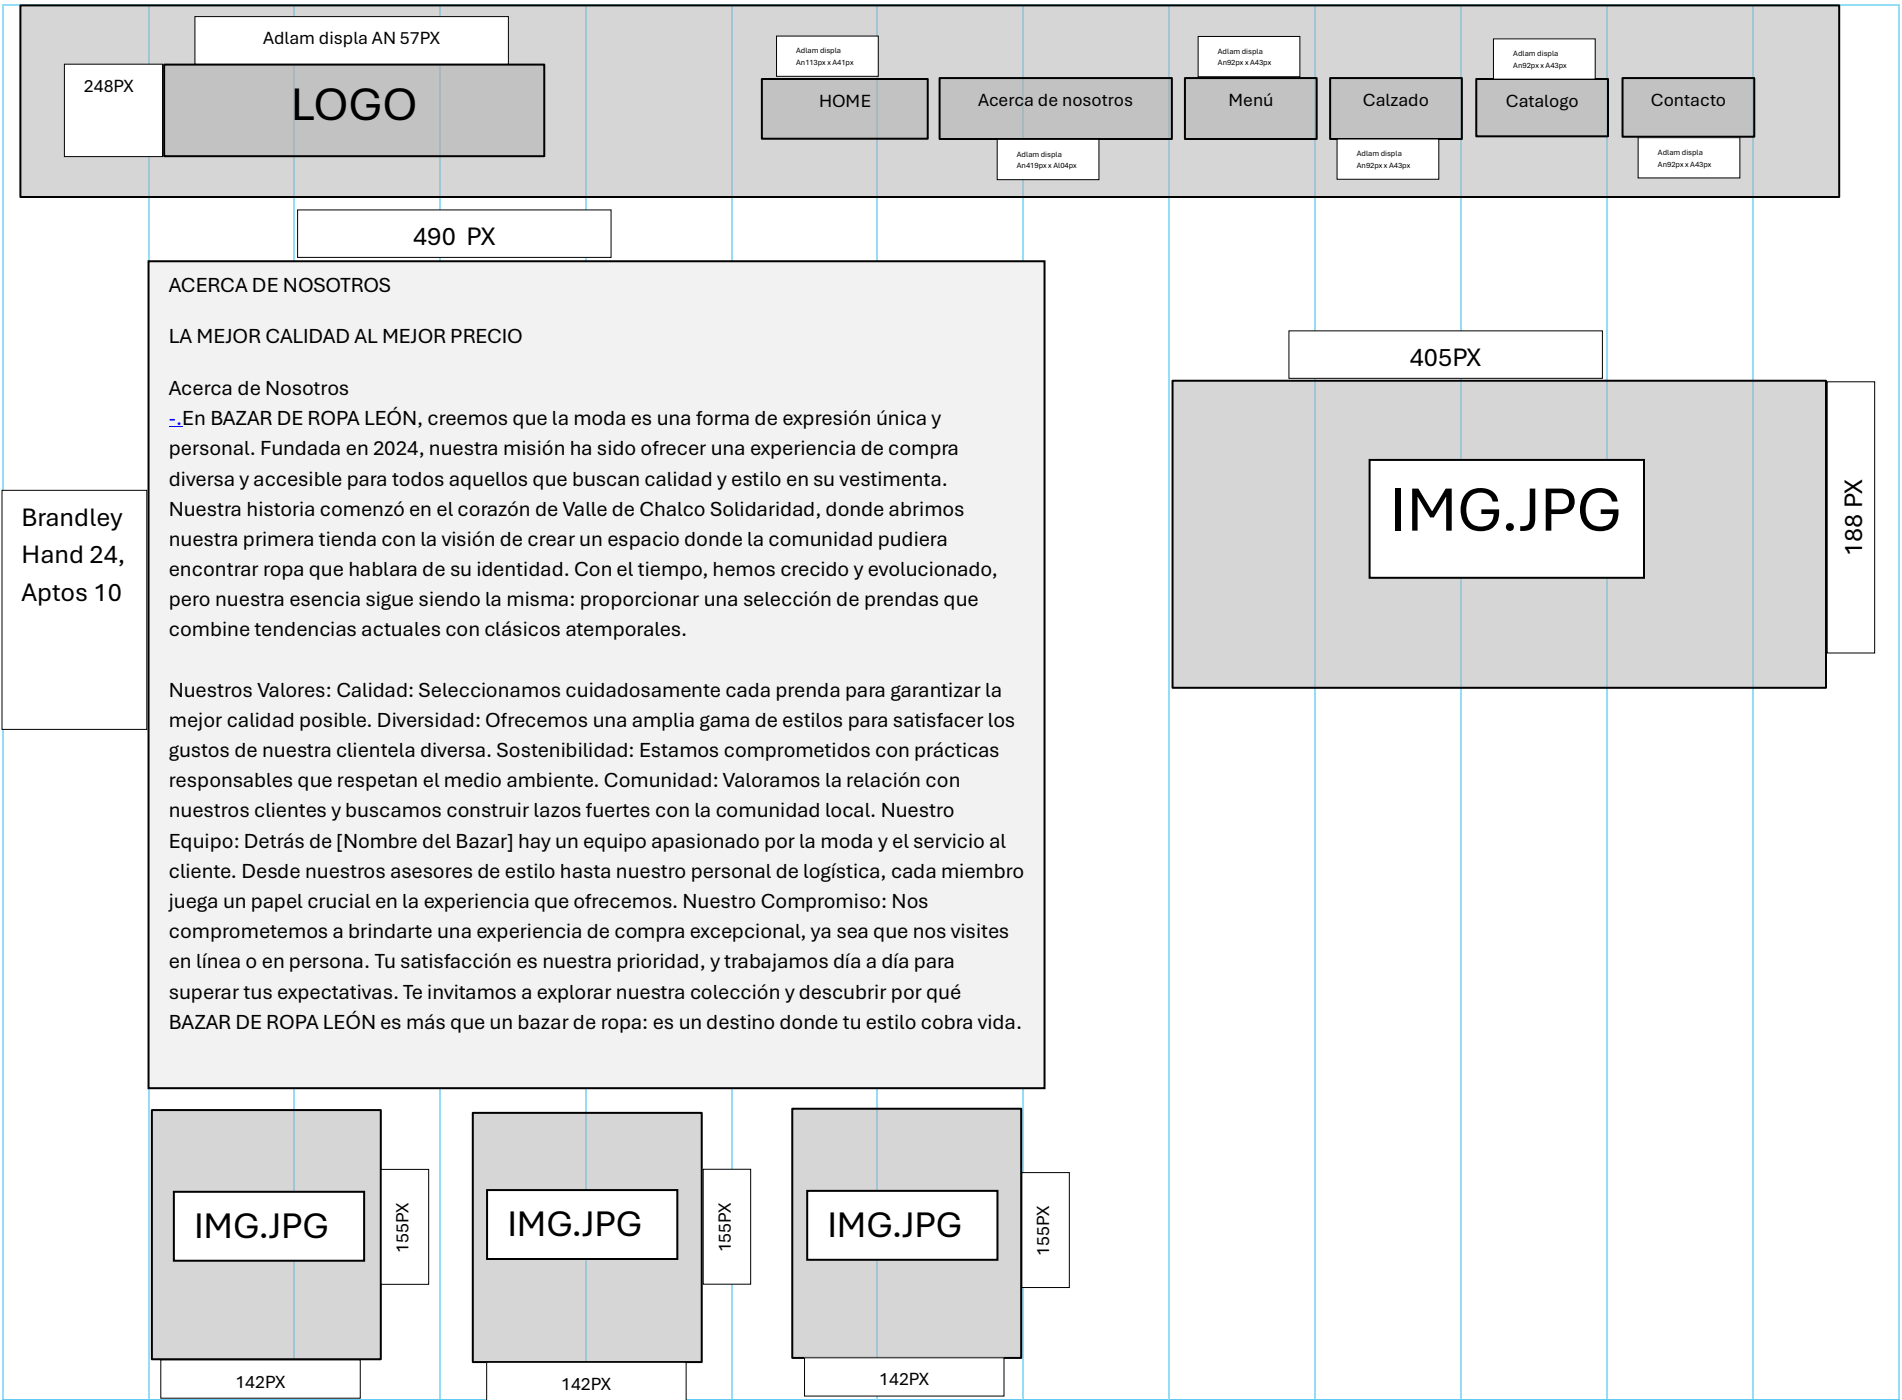 Adlam displa AN 57PX
248PX
LOGO
Adlam displa
An113px x A41px
HOME
Acerca de nosotros
Adlam displa
An419px x Al04px
Adlam displa
An92px x A43px
Menú
Calzado
Adlam displa
An92px x A43px
Adlam displa
An92px x A43px
Catalogo
Contacto
Adlam displa
An92px x A43px
490 PX
ACERCA DE NOSOTROS
LA MEJOR CALIDAD AL MEJOR PRECIO
Acerca de Nosotros
-.En BAZAR DE ROPA LEÓN, creemos que la moda es una forma de expresión única y
personal. Fundada en 2024, nuestra misión ha sido ofrecer una experiencia de compra
diversa y accesible para todos aquellos que buscan calidad y estilo en su vestimenta.
Nuestra historia comenzó en el corazón de Valle de Chalco Solidaridad, donde abrimos
nuestra primera tienda con la visión de crear un espacio donde la comunidad pudiera
encontrar ropa que hablara de su identidad. Con el tiempo, hemos crecido y evolucionado,
pero nuestra esencia sigue siendo la misma: proporcionar una selección de prendas que
combine tendencias actuales con clásicos atemporales.
Nuestros Valores: Calidad: Seleccionamos cuidadosamente cada prenda para garantizar la
mejor calidad posible. Diversidad: Ofrecemos una amplia gama de estilos para satisfacer los
gustos de nuestra clientela diversa. Sostenibilidad: Estamos comprometidos con prácticas
responsables que respetan el medio ambiente. Comunidad: Valoramos la relación con
nuestros clientes y buscamos construir lazos fuertes con la comunidad local. Nuestro
Equipo: Detrás de [Nombre del Bazar] hay un equipo apasionado por la moda y el servicio al
cliente. Desde nuestros asesores de estilo hasta nuestro personal de logística, cada miembro
juega un papel crucial en la experiencia que ofrecemos. Nuestro Compromiso: Nos
comprometemos a brindarte una experiencia de compra excepcional, ya sea que nos visites
en línea o en persona. Tu satisfacción es nuestra prioridad, y trabajamos día a día para
superar tus expectativas. Te invitamos a explorar nuestra colección y descubrir por qué
BAZAR DE ROPA LEÓN es más que un bazar de ropa: es un destino donde tu estilo cobra vida.
Brandley
Hand 24,
Aptos 10
405PX
IMG.JPG
188 PX
IMG.JPG
155PX
142PX
IMG.JPG
155PX
142PX
IMG.JPG
155PX
142PX